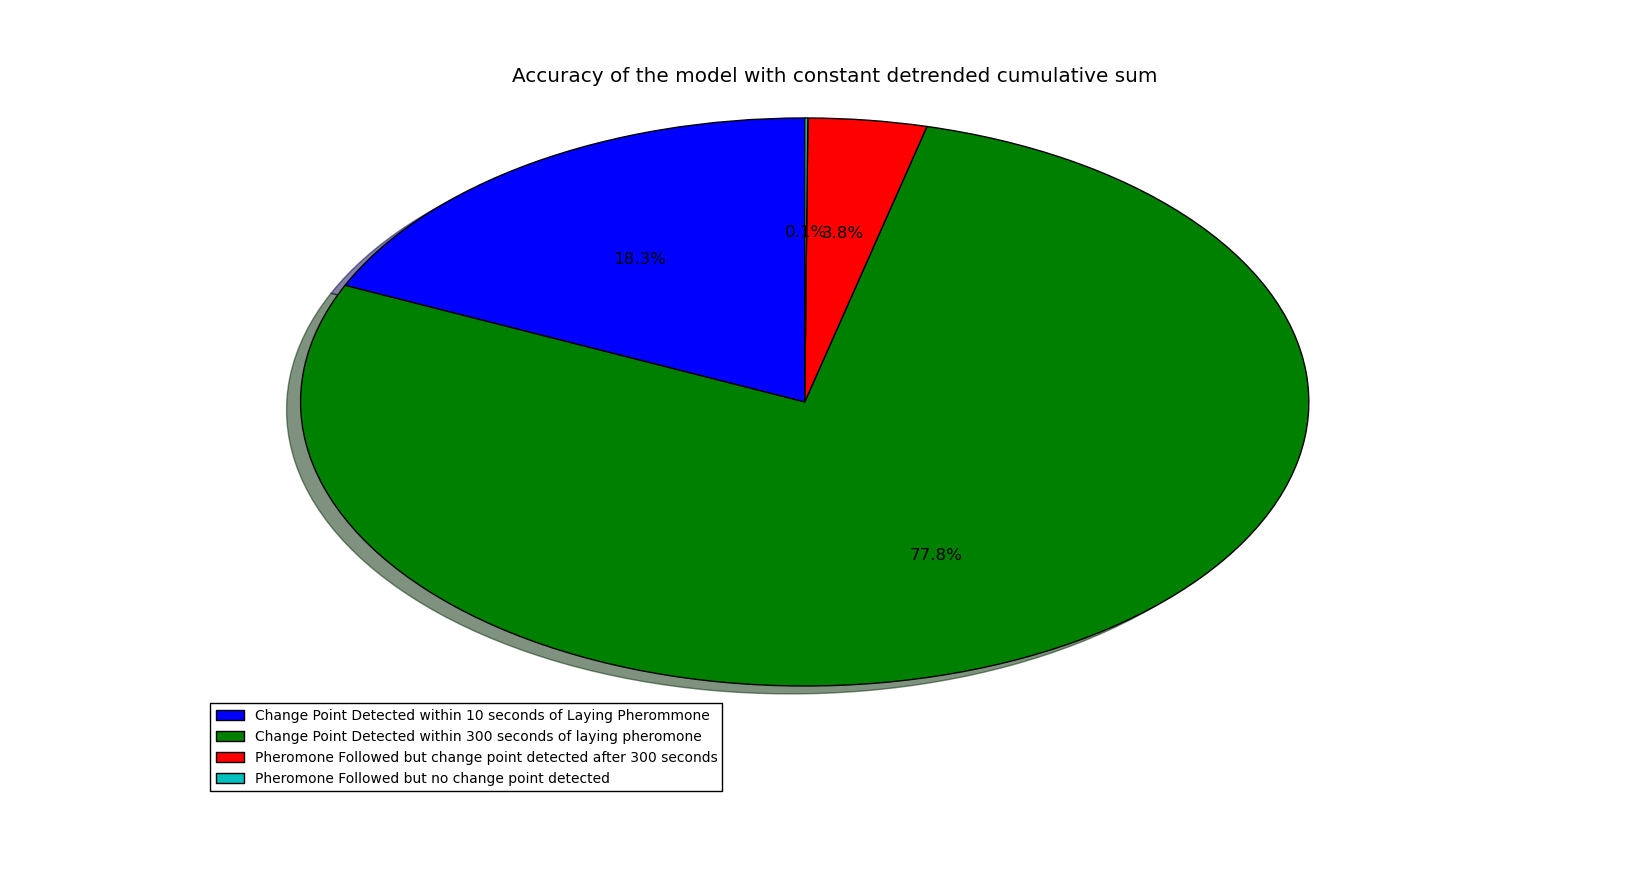 Accuracy of the model with constant detrended cumulative sum
0.1%
3.8%
18.3%
77.8%
Change Point Detected within 10 seconds of Laying Pherommone
Change Point Detected within 300 seconds of laying pheromone
Pheromone Followed but change point detected after 300 seconds
Pheromone Followed but no change point detected